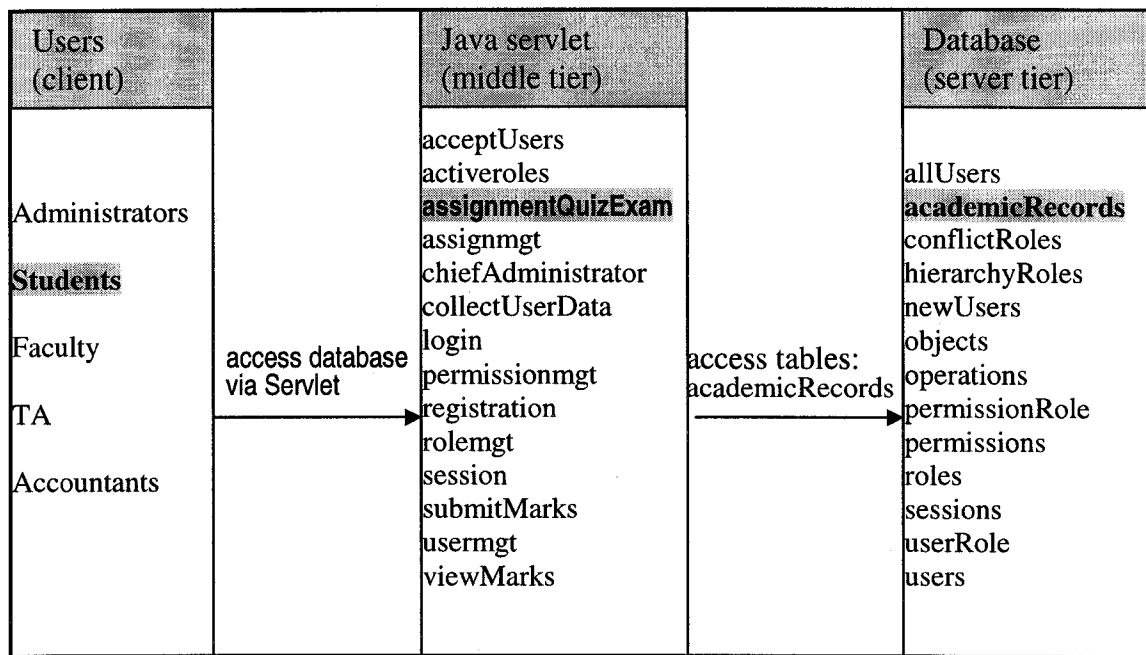 Users
(client)
Administrators
Students
Faculty
TA
Accountants
access database
via Servlet
Java servlet
(middle tier)
acceptUsers
activeroles
assignmentQuizExam
assignmgt
chiefAdministrator
collectUserData
login
permissionmgt
registration
rolemgt
session
submitMarks
usermgt
viewMarks
access tables:
academicRecords
Database
(server tier)
allUsers
academicRecords
conflictRoles
hierarchyRoles
newUsers
objects
operations
permissionRole
permissions
roles
sessions
userRole
users